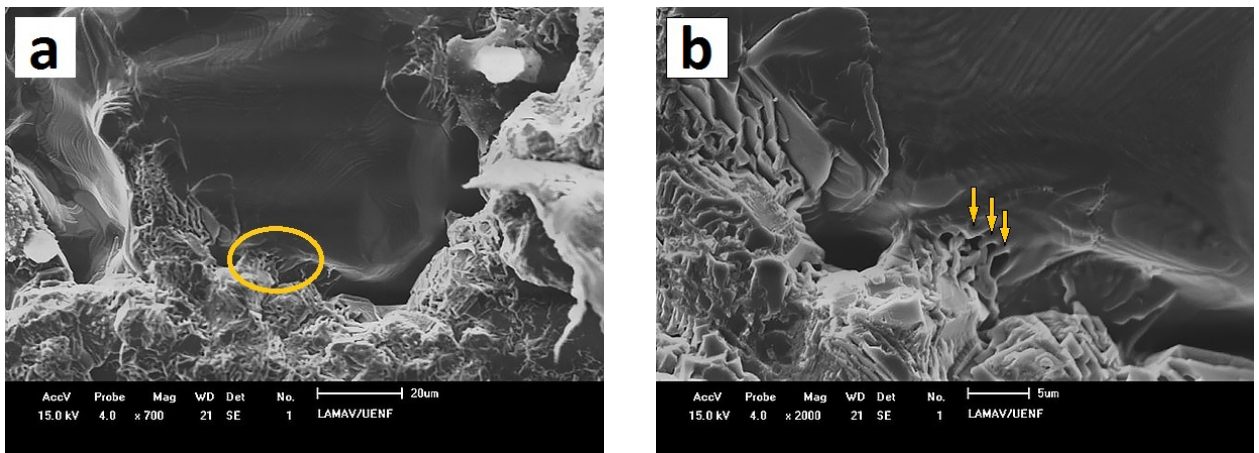 a
AccV Probe Mag WD Det No. 20um
15.0 kV 4.0 x 700 21 SE 1 LAMAV/UENF
b
AccV Probe Mag WD Det No. 5um
15.0 kV 4.0 x 2000 21 SE 1 LAMAV/UENF